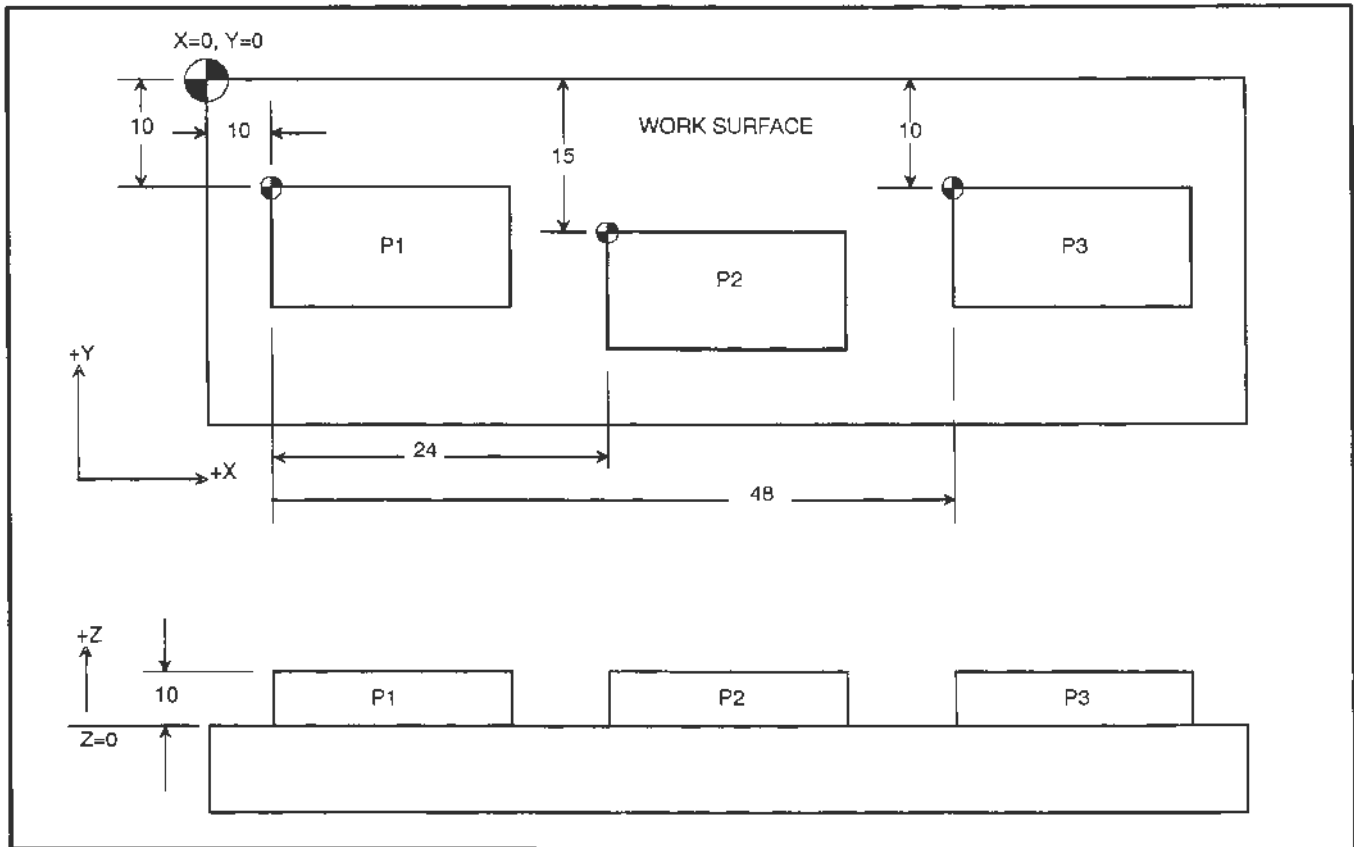 X=0, Y=0
10
10
15
WORK SURFACE
10
P1
P2
P3
+Y
+X
24
48
+Z
10
Z=0
P1
P2
P3